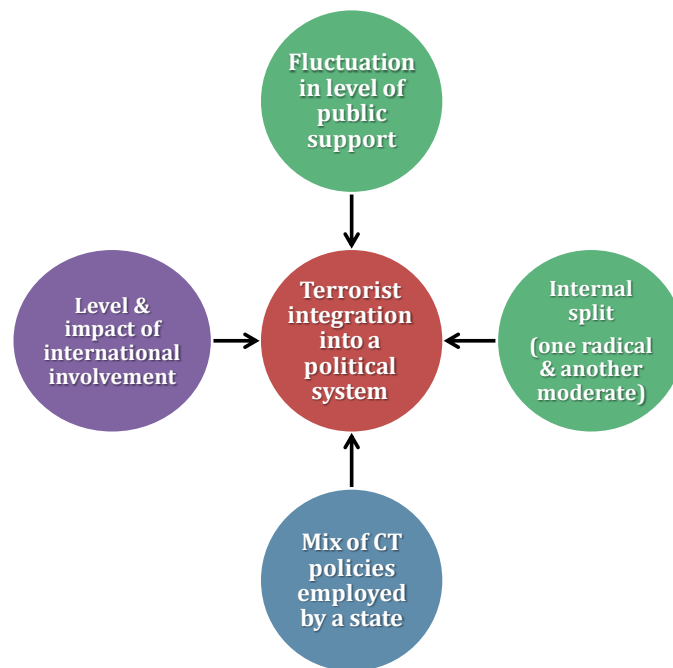 Fluctuation
in level of
public
support
Level &
impact of
international
involvement
Terrorist
integration
into a
political
system
Internal
split
(one radical
& another
moderate)
Mix of CT
policies
employed
by a state